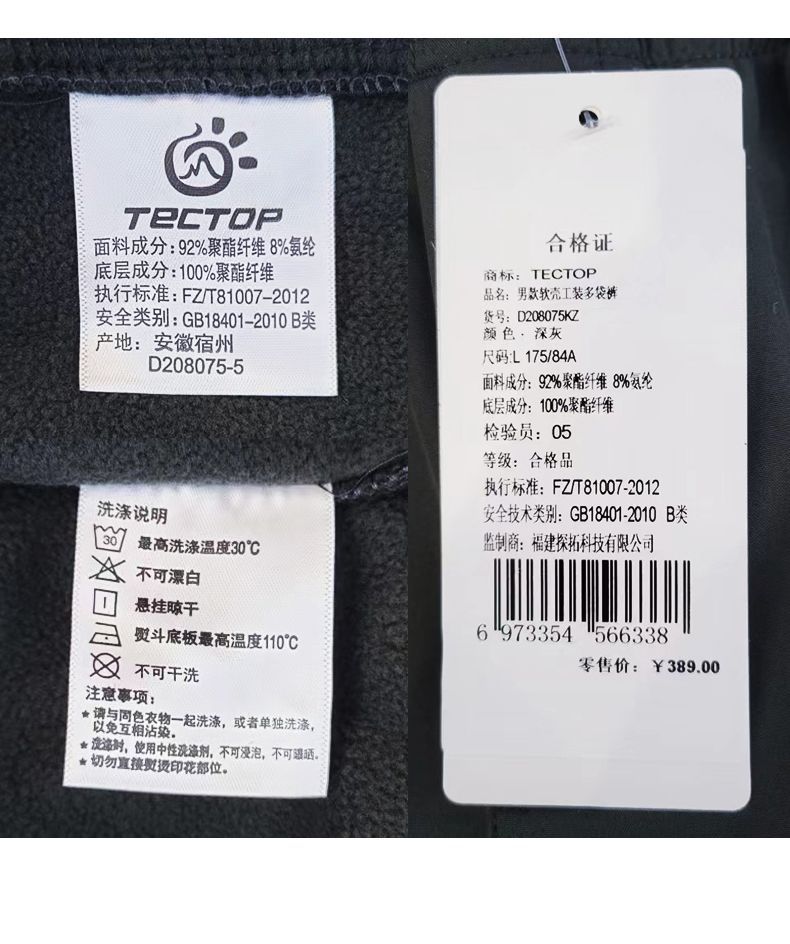 TECTOP
面料成分:92%聚酯纤维 8%氨纶
底层成分:100%聚酯纤维
执行标准:FZ/T81007-2012
安全类别:GB18401-2010 B类
产地: 安徽宿州
D208075-5
洗涤说明
30 最高洗涤温度30℃
不可漂白
悬挂晾干
熨斗底板最高温度110℃
不可干洗
注意事项:
★请与同色衣物一起洗涤，或者单独洗涤，
以免互相沾染。
★洗涤时，使用中性洗涤剂，不可浸泡，不可曝晒。
★切勿直接熨烫印花部位。
合格证
商标: TECTOP
品名: 男款软壳工装多袋裤
货号: D208075KZ
颜色· 深灰
尺码:L 175/84A
面料成分: 92%聚酯纤维 8%氨纶
底层成分: 100%聚酯纤维
检验员: 05
等级: 合格品
执行标准: FZ/T81007-2012
安全技术类别: GB18401-2010 B类
监制商: 福建探拓科技有限公司
6 973354 566338
零售价: ￥389.00